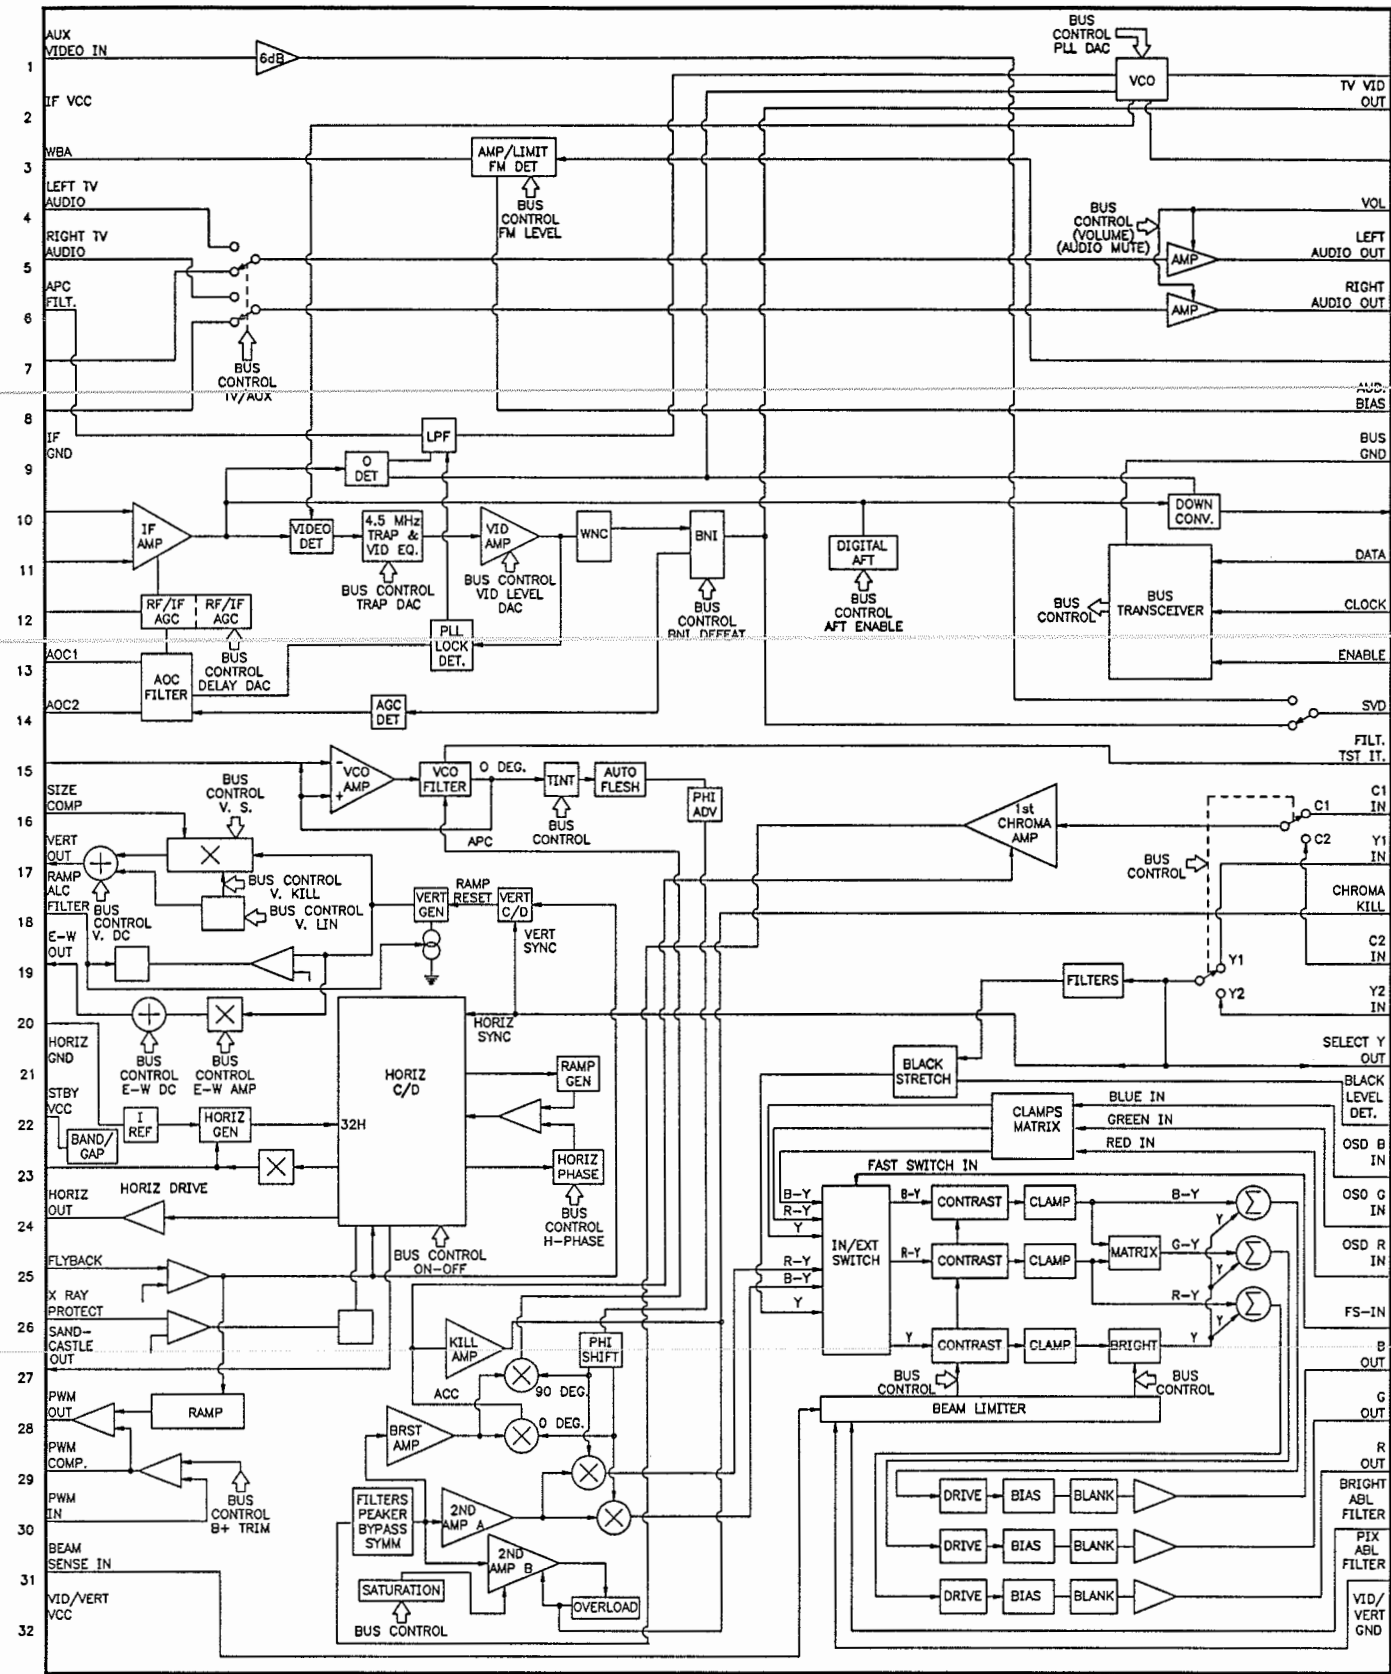 AUX
VIDEO IN
1
6dB
BUS
CONTROL
PLL DAC
VCO
TV VID
OUT
IF VCC
2
WBA
3
AMP/LIMIT
FM DET
BUS
CONTROL
FM LEVEL
LEFT TV
AUDIO
4
BUS
CONTROL
(VOLUME)
(AUDIO MUTE)
VOL
RIGHT TV
AUDIO
5
AMP
LEFT
AUDIO OUT
APC
FILT.
6
AMP
RIGHT
AUDIO OUT
7
BUS
CONTROL
TV/AUX
AUD.
BIAS
8
IF
GND
LPF
BUS
GND
9
O
DET
DOWN
CONV.
10
IF
AMP
VIDEO
DET
4.5 MHz
TRAP &
VID EQ.
BUS CONTROL
TRAP DAC
VID
AMP
BUS CONTROL
VID LEVEL
DAC
WNC
BNI
BUS
CONTROL
BNI DEFEAT
DIGITAL
AFT
BUS
CONTROL
AFT ENABLE
11
DATA
BUS
TRANSCEIVER
BUS
CONTROL
12
RF/IF
AGC
RF/IF
AGC
BUS
CONTROL
DELAY DAC
PLL
LOCK
DET.
CLOCK
13
AOC1
AOC
FILTER
ENABLE
14
AOC2
AGC
DET
SVD
15
VCO
AMP
VCO
FILTER
O DEG.
TINT
AUTO
FLESH
PHI
ADV
FILT.
TST IT.
SIZE
COMP
16
BUS
CONTROL
V. S.
APC
BUS
CONTROL
1st
CHROMA
AMP
C1
C2
C1
IN
VERT
OUT
17
BUS CONTROL
V. KILL
BUS
CONTROL
Y1
IN
RAMP
ALC
FILTER
18
BUS
CONTROL
V. DC
BUS CONTROL
V. LIN
VERT
GEN
RAMP
RESET
VERT
C/D
VERT
SYNC
CHROMA
KILL
E-W
OUT
19
FILTERS
Y1
Y2
C2
IN
20
HORIZ
GND
BUS
CONTROL
E-W DC
BUS
CONTROL
E-W AMP
HORIZ
SYNC
Y2
IN
21
STBY
VCC
HORIZ
C/D
RAMP
GEN
BLACK
STRETCH
SELECT Y
OUT
BLACK
LEVEL
DET.
22
BAND/
GAP
I
REF
HORIZ
GEN
32H
CLAMPS
MATRIX
BLUE IN
GREEN IN
RED IN
OSD B
IN
23
HORIZ
PHASE
BUS
CONTROL
H-PHASE
FAST SWITCH IN
HORIZ
OUT
24
HORIZ DRIVE
BUS CONTROL
ON-OFF
B-Y
R-Y
Y
R-Y
B-Y
Y
IN/EXT
SWITCH
B-Y
CONTRAST
CLAMP
B-Y
Y
Σ
OSO G
IN
FLYBACK
25
R-Y
CONTRAST
CLAMP
MATRIX
G-Y
Y
Σ
OSD R
IN
X RAY
PROTECT
26
R-Y
Y
Σ
FS-IN
SAND-
CASTLE
OUT
27
KILL
AMP
PHI
SHIFT
90 DEG.
Y
CONTRAST
CLAMP
BRIGHT
Y
BUS
CONTROL
BUS
CONTROL
B
OUT
PWM
OUT
28
RAMP
ACC
BRST
AMP
O DEG.
BEAM LIMITER
G
OUT
PWM
COMP.
29
R
OUT
PWM
IN
30
BUS
CONTROL
B+ TRIM
FILTERS
PEAKER
BYPASS
SYMM
2ND
AMP A
DRIVE
BIAS
BLANK
BRIGHT
ABL
FILTER
BEAM
SENSE IN
31
2ND
AMP B
DRIVE
BIAS
BLANK
PIX
ABL
FILTER
VID/VERT
VCC
32
SATURATION
BUS CONTROL
OVERLOAD
DRIVE
BIAS
BLANK
VID/
VERT
GND